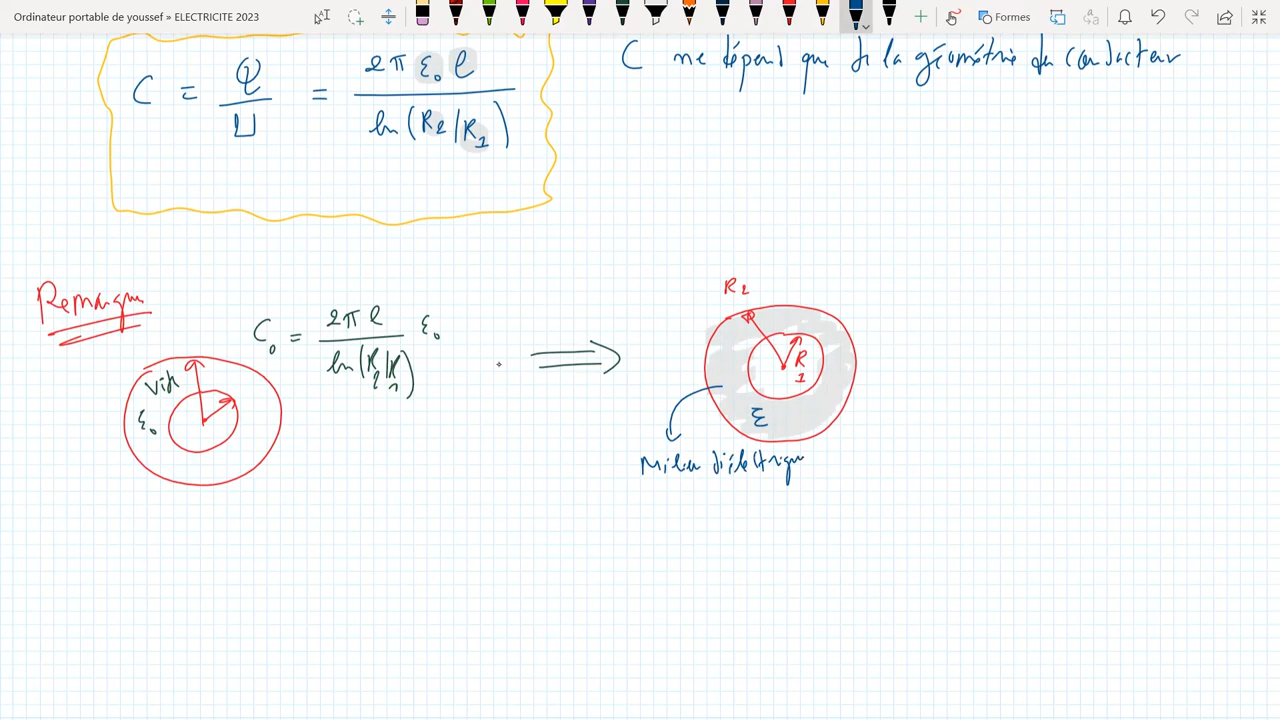 Ordinateur portable de youssef » ELECTRICITE 2023
Formes
C = Q/U = 2π ε₀ l / ln(R2/R1)
C ne dépend que de la géométrie du conducteur
Remarque
C₀ = 2π l / ln(R2/R1) ε₀
vide
ε₀
R2
R1
ε
Milieu diélectrique